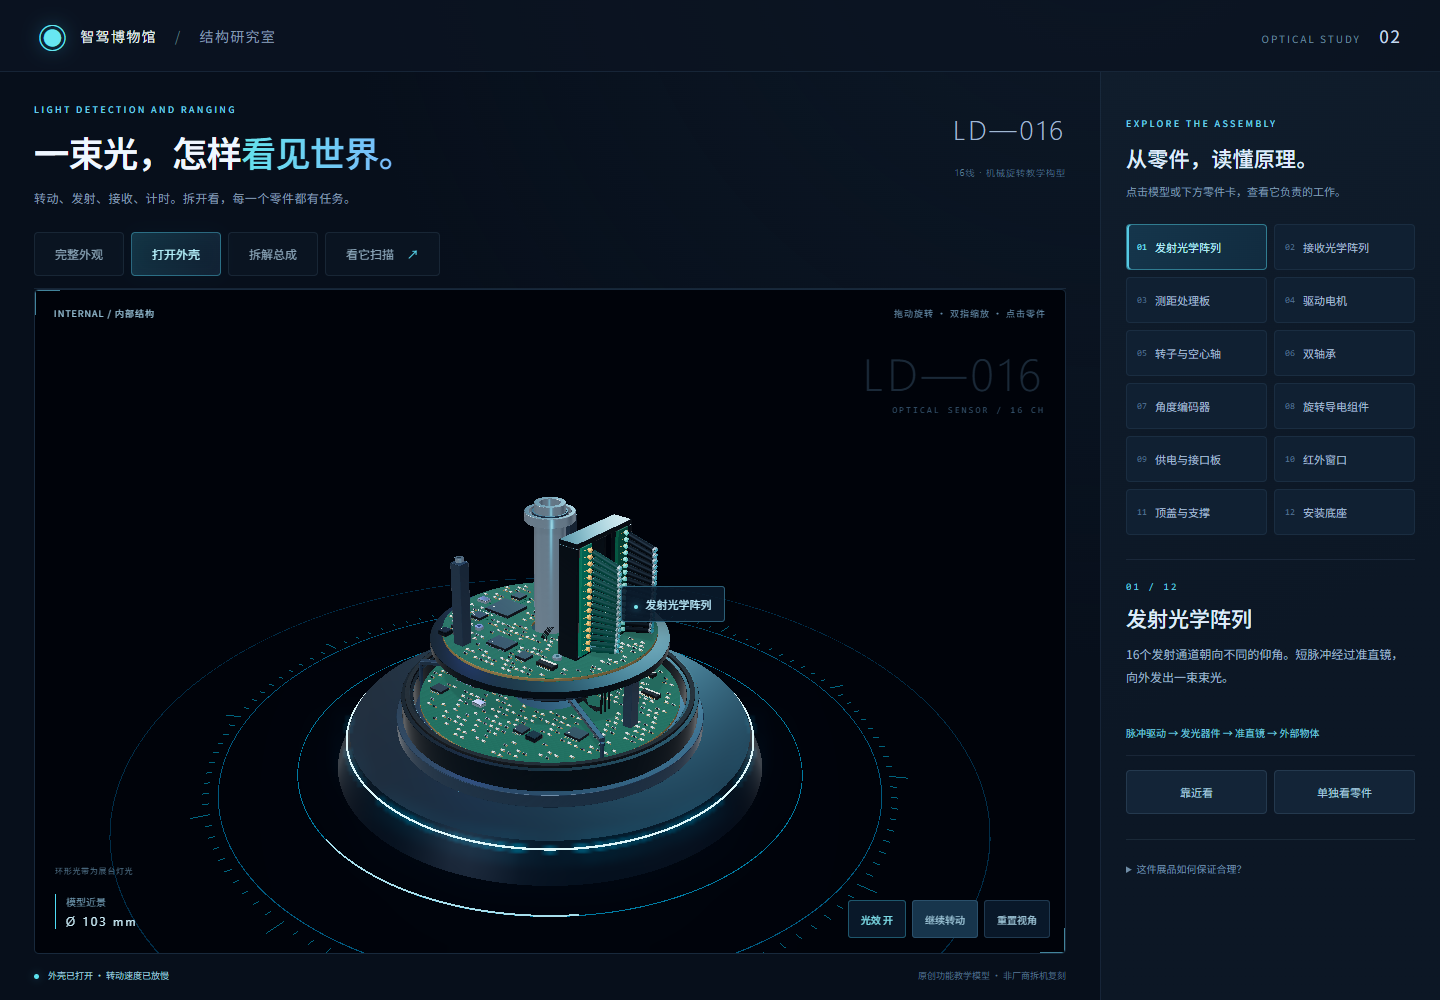 智驾博物馆 / 结构研究室
OPTICAL STUDY 02
LIGHT DETECTION AND RANGING
一束光，怎样看见世界。
转动、发射、接收、计时。拆开看，每一个零件都有任务。
LD—016
16线 · 机械旋转教学构型
完整外观
打开外壳
拆解总成
看它扫描 ↗
INTERNAL / 内部结构
拖动旋转 · 双指缩放 · 点击零件
LD—016
OPTICAL SENSOR / 16 CH
发射光学阵列
环形光带为展台灯光
模型近景
Ø 103 mm
光效 开
继续转动
重置视角
外壳已打开 · 转动速度已放慢
原创功能教学模型 · 非厂商拆机复刻
EXPLORE THE ASSEMBLY
从零件，读懂原理。
点击模型或下方零件卡，查看它负责的工作。
01 发射光学阵列
02 接收光学阵列
03 测距处理板
04 驱动电机
05 转子与空心轴
06 双轴承
07 角度编码器
08 旋转导电组件
09 供电与接口板
10 红外窗口
11 顶盖与支撑
12 安装底座
01 / 12
发射光学阵列
16个发射通道朝向不同的仰角。短脉冲经过准直镜，
向外发出一束束光。
脉冲驱动 → 发光器件 → 准直镜 → 外部物体
靠近看
单独看零件
▶ 这件展品如何保证合理？